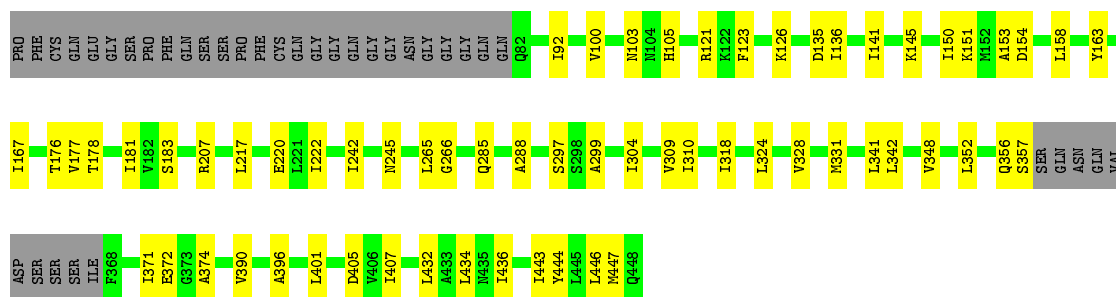 PRO PHE CYS GLN GLU GLY SER PRO PHE GLN SER SER PRO PHE CYS GLN GLY GLY GLN GLY GLY ASN GLY GLY GLY GLN GLN Q82 I92 V100 N103 N104 H105 R121 K122 F123 K126 D135 I136 I141 K145 I150 K151 M152 A153 D154 L158 Y163
I167 T176 V177 T178 I181 V182 S183 R207 L217 E220 L221 I222 I242 N245 L265 G266 Q285 A288 S297 S298 A299 I304 V309 I310 I318 L324 V328 M331 L341 L342 V348 L352 Q356 S357 SER GLN ASN GLN VAL
ASP SER SER SER ILE F368 I371 E372 G373 A374 V390 A396 L401 D405 V406 I407 L432 A433 L434 N435 I436 I443 Y444 L445 L446 M447 Q448